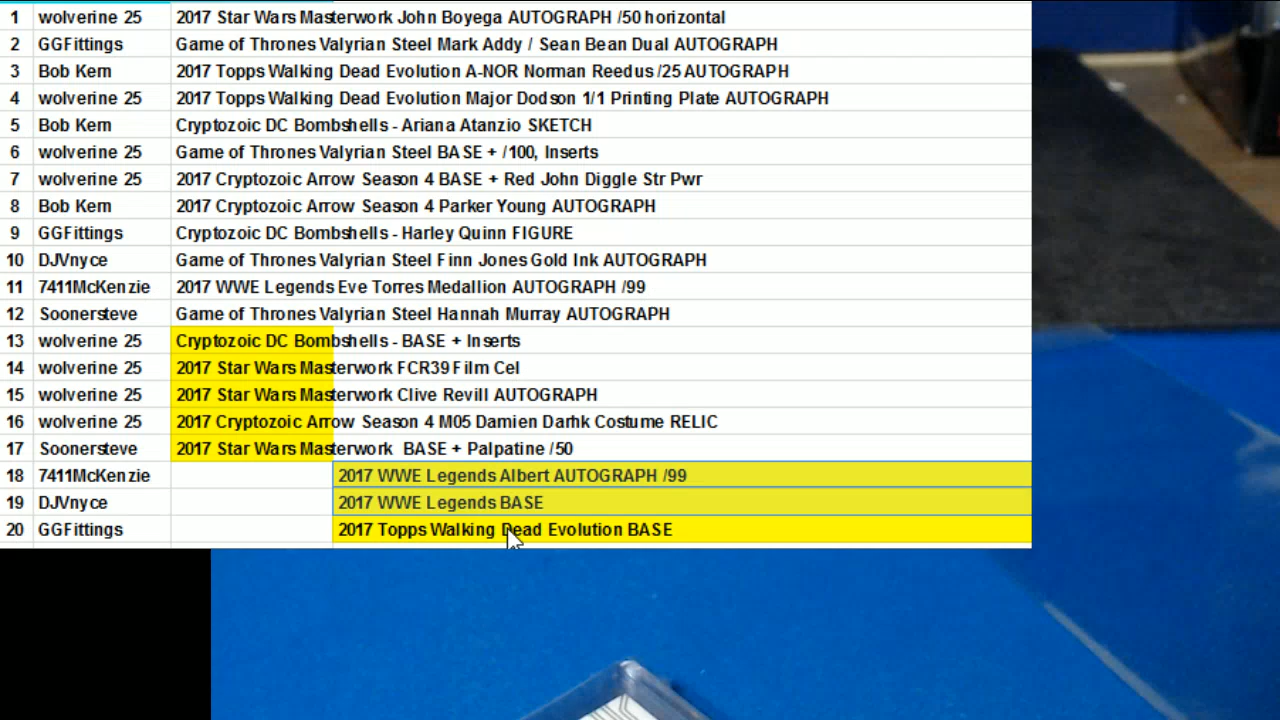 1 wolverine 25 2017 Star Wars Masterwork John Boyega AUTOGRAPH /50 horizontal
2 GGFittings Game of Thrones Valyrian Steel Mark Addy / Sean Bean Dual AUTOGRAPH
3 Bob Kern 2017 Topps Walking Dead Evolution A-NOR Norman Reedus /25 AUTOGRAPH
4 wolverine 25 2017 Topps Walking Dead Evolution Major Dodson 1/1 Printing Plate AUTOGRAPH
5 Bob Kern Cryptozoic DC Bombshells - Ariana Atanzio SKETCH
6 wolverine 25 Game of Thrones Valyrian Steel BASE + /100, Inserts
7 wolverine 25 2017 Cryptozoic Arrow Season 4 BASE + Red John Diggle Str Pwr
8 Bob Kern 2017 Cryptozoic Arrow Season 4 Parker Young AUTOGRAPH
9 GGFittings Cryptozoic DC Bombshells - Harley Quinn FIGURE
10 DJVnyce Game of Thrones Valyrian Steel Finn Jones Gold Ink AUTOGRAPH
11 7411McKenzie 2017 WWE Legends Eve Torres Medallion AUTOGRAPH /99
12 Soonersteve Game of Thrones Valyrian Steel Hannah Murray AUTOGRAPH
13 wolverine 25 Cryptozoic DC Bombshells - BASE + Inserts
14 wolverine 25 2017 Star Wars Masterwork FCR39 Film Cel
15 wolverine 25 2017 Star Wars Masterwork Clive Revill AUTOGRAPH
16 wolverine 25 2017 Cryptozoic Arrow Season 4 M05 Damien Darhk Costume RELIC
17 Soonersteve 2017 Star Wars Masterwork BASE + Palpatine /50
18 7411McKenzie 2017 WWE Legends Albert AUTOGRAPH /99
19 DJVnyce 2017 WWE Legends BASE
20 GGFittings 2017 Topps Walking Dead Evolution BASE